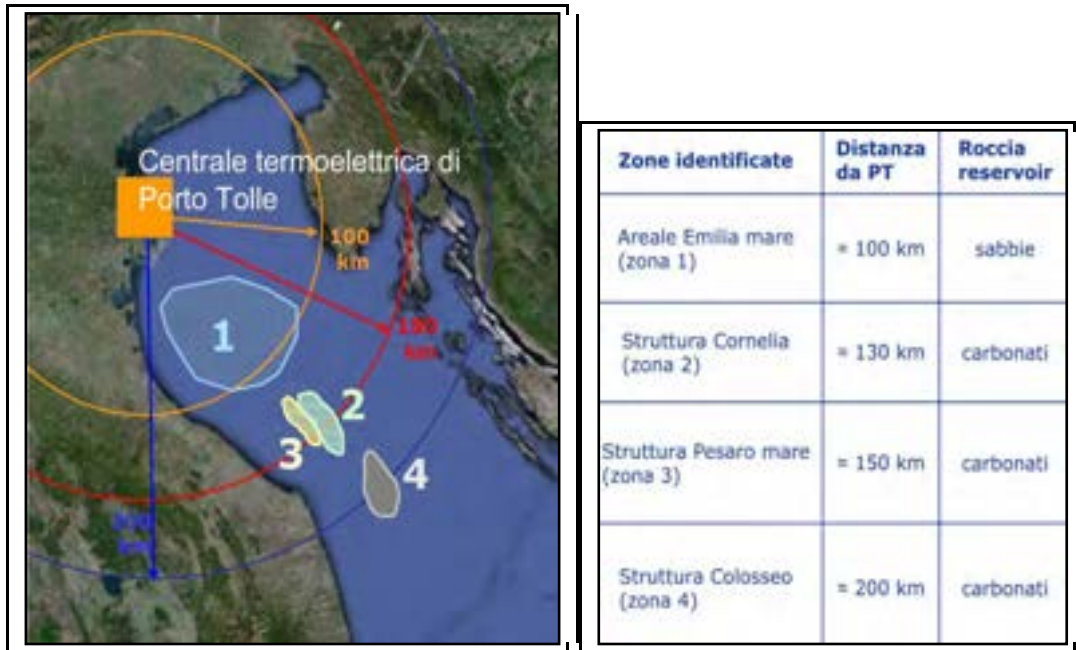 Centrale termoelettrica di
Porto Tolle
100
km
km
1
2
3
4
km
Zone identificate
Distanza
da PT
Roccia
reservoir
Areale Emilia mare
(zona 1)
≈ 100 km
sabbie
Struttura Cornelia
(zona 2)
≈ 130 km
carbonati
Struttura Pesaro mare
(zona 3)
≈ 150 km
carbonati
Struttura Colosseo
(zona 4)
≈ 200 km
carbonati